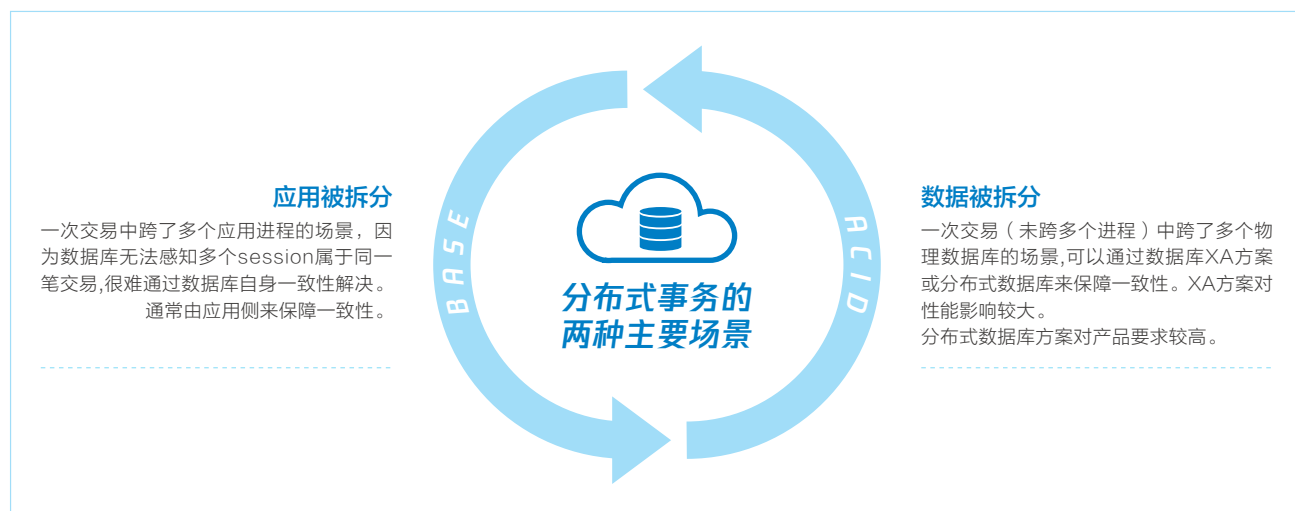 应用被拆分
一次交易中跨了多个应用进程的场景，因
为数据库无法感知多个session属于同一
笔交易,很难通过数据库自身一致性解决。
通常由应用侧来保障一致性。
BASE
分布式事务的
两种主要场景
ACID
数据被拆分
一次交易（未跨多个进程）中跨了多个物
理数据库的场景,可以通过数据库XA方案
或分布式数据库来保障一致性。XA方案对
性能影响较大。
分布式数据库方案对产品要求较高。